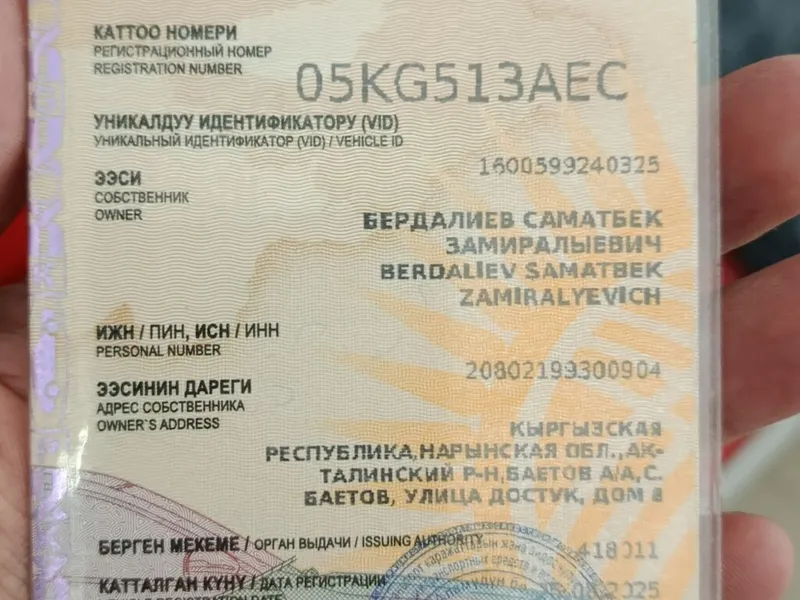 КАТТОО НОМЕРИ
РЕГИСТРАЦИОННЫЙ НОМЕР
REGISTRATION NUMBER
05KG513AEC
УНИКАЛДУУ ИДЕНТИФИКАТОРУ (VID)
УНИКАЛЬНЫЙ ИДЕНТИФИКАТОР (VID) / VEHICLE ID
1600599240325
ЭЭСИ
СОБСТВЕННИК
OWNER
БЕРДАЛИЕВ САМАТБЕК
ЗАМИРАЛЫЕВИЧ
BERDALIEV SAMATBEK
ZAMIRALYEVICH
ИЖН / ПИН, ИСН / ИНН
PERSONAL NUMBER
20802199300904
ЭЭСИНИН ДАРЕГИ
АДРЕС СОБСТВЕННИКА
OWNER`S ADDRESS
КЫРГЫЗСКАЯ
РЕСПУБЛИКА,НАРЫНСКАЯ ОБЛ.,АК-
ТАЛИНСКИЙ Р-Н,БАЕТОВ А/А,С.
БАЕТОВ, УЛИЦА ДОСТУК, ДОМ 8
БЕРГЕН МЕКЕМЕ / ОРГАН ВЫДАЧИ / ISSUING AUTHORITY
418011
КАТТАЛГАН КҮНҮ / ДАТА РЕГИСТРАЦИИ